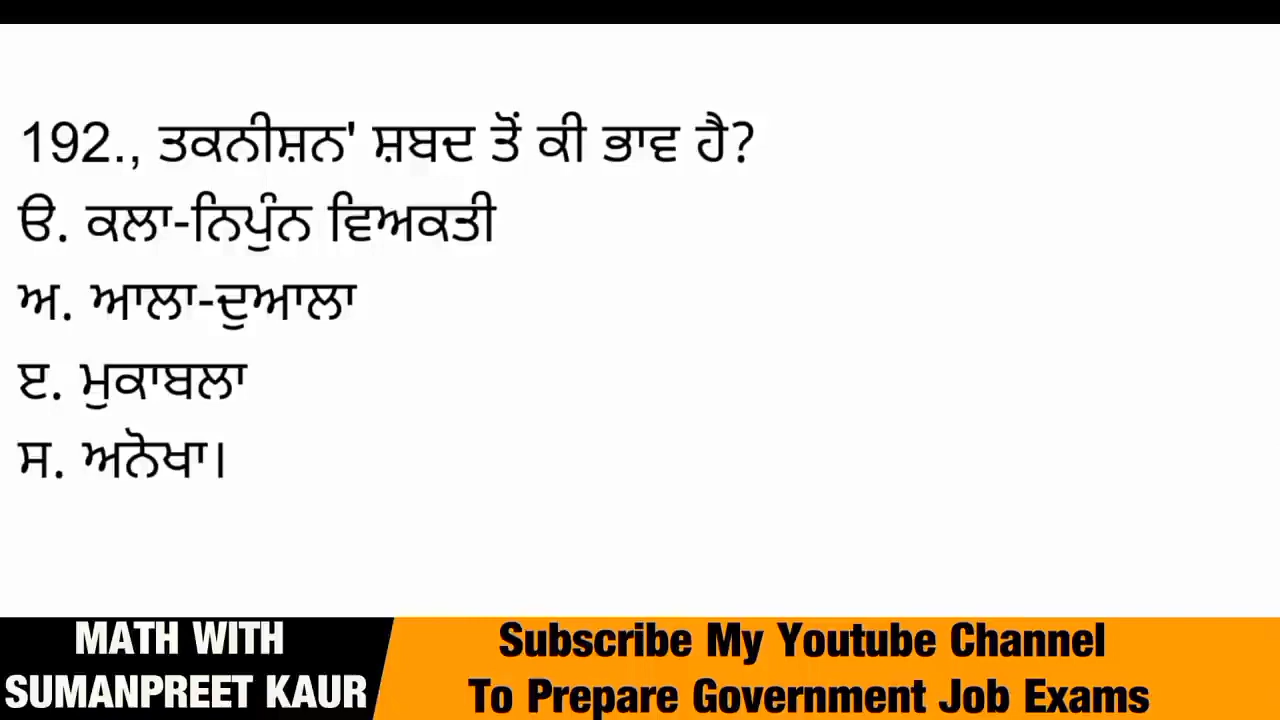 192., ਤਕਨੀਸ਼ਨ' ਸ਼ਬਦ ਤੋਂ ਕੀ ਭਾਵ ਹੈ?
ੳ. ਕਲਾ-ਨਿਪੁੰਨ ਵਿਅਕਤੀ
ਅ. ਆਲਾ-ਦੁਆਲਾ
ੲ. ਮੁਕਾਬਲਾ
ਸ. ਅਨੋਖਾ।
MATH WITH
SUMANPREET KAUR
Subscribe My Youtube Channel
To Prepare Government Job Exams